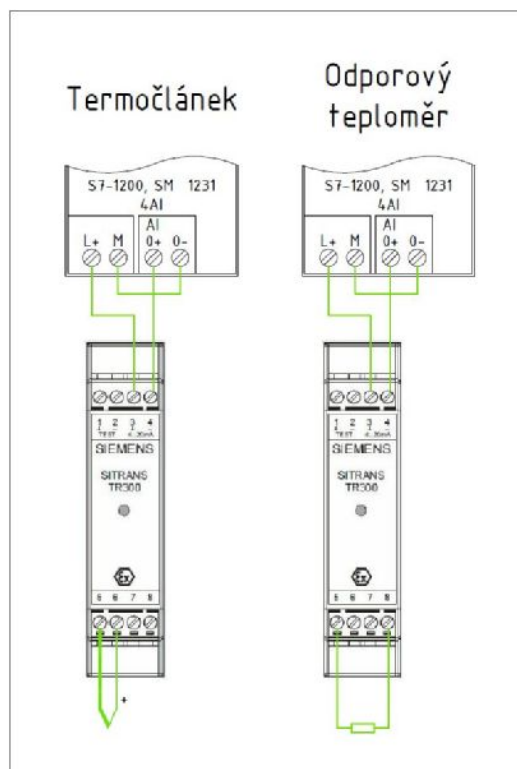 Termočlánek
S7-1200, SM 1231
4AI
AI
L+ M 0+ 0-
1 2 3 4
TEST 4..20mA
SIEMENS
SITRANS
TR300
Ex
5 6 7 8
+
Odporový
teploměr
S7-1200, SM 1231
4AI
AI
L+ M 0+ 0-
1 2 3 4
TEST 4..20mA
SIEMENS
SITRANS
TR300
Ex
5 6 7 8